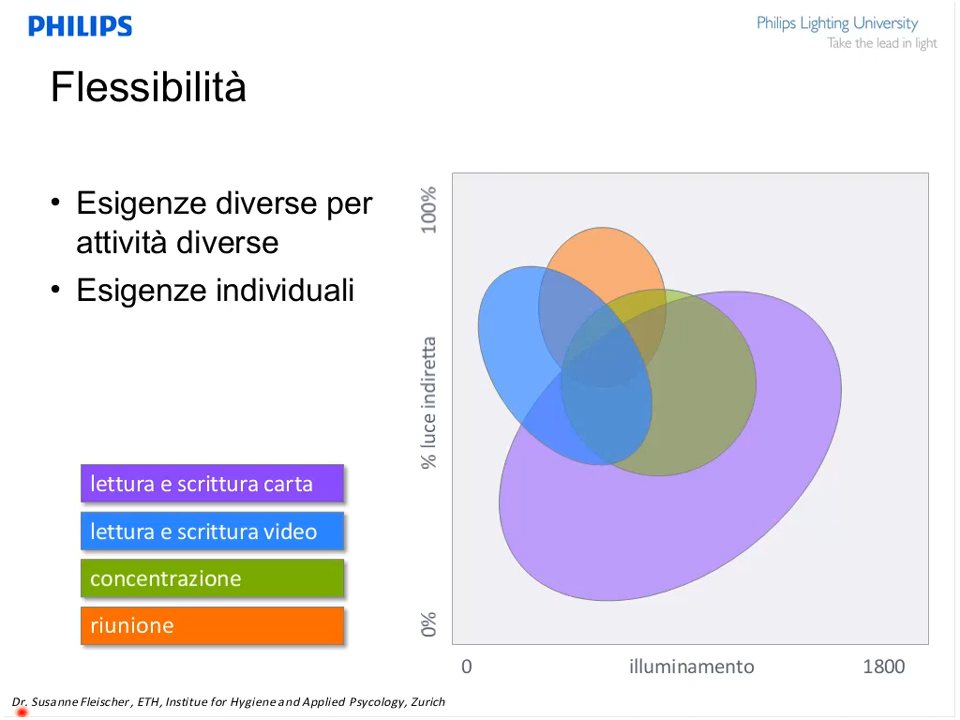 PHILIPS
Philips Lighting University
Take the lead in light
Flessibilità
• Esigenze diverse per
attività diverse
• Esigenze individuali
100%
% luce indiretta
0%
lettura e scrittura carta
lettura e scrittura video
concentrazione
riunione
0 illuminamento 1800
Dr. Susanne Fleischer, ETH, Institue for Hygiene and Applied Psycology, Zurich